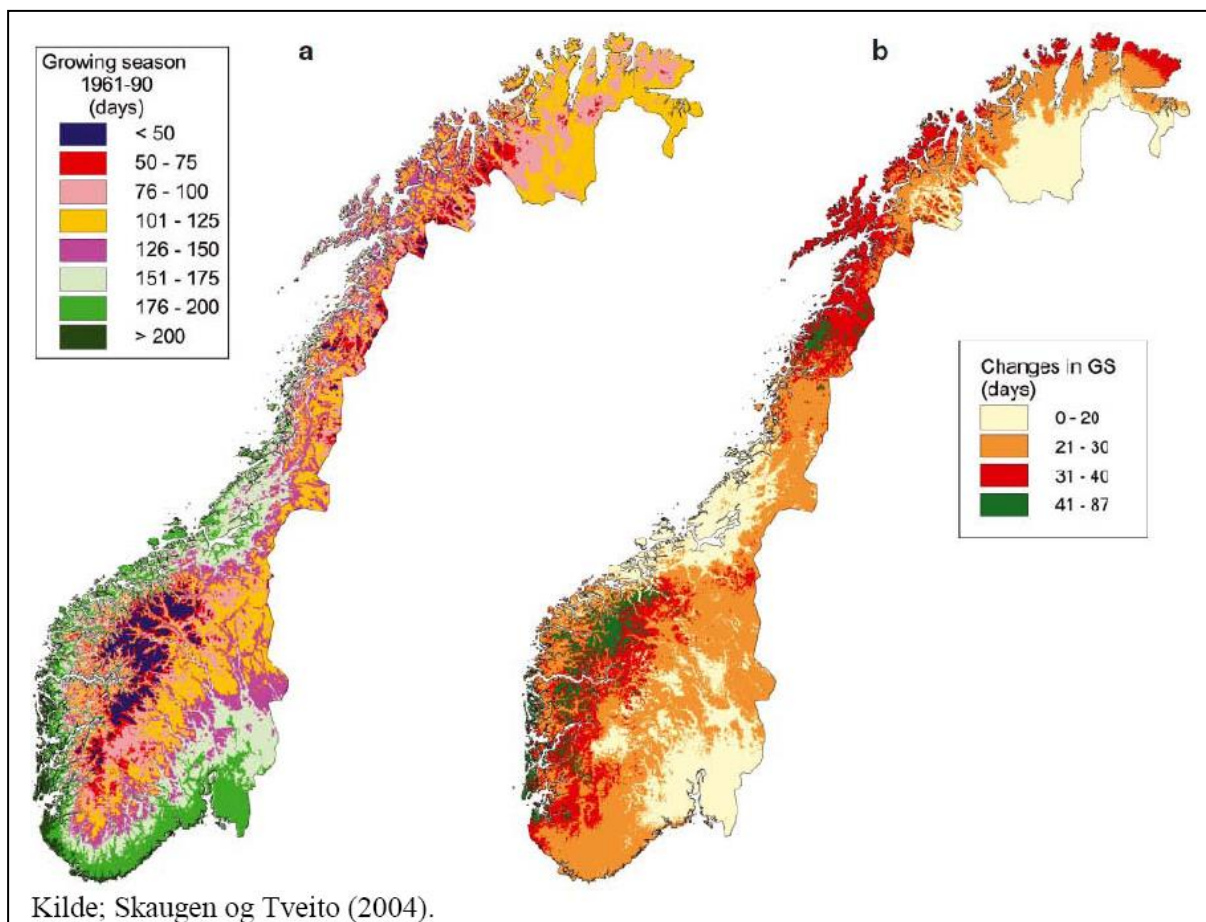 a
Growing season
1961-90
(days)
< 50
50 - 75
76 - 100
101 - 125
126 - 150
151 - 175
176 - 200
> 200
b
Changes in GS
(days)
0 - 20
21 - 30
31 - 40
41 - 87
Kilde; Skaugen og Tveito (2004).